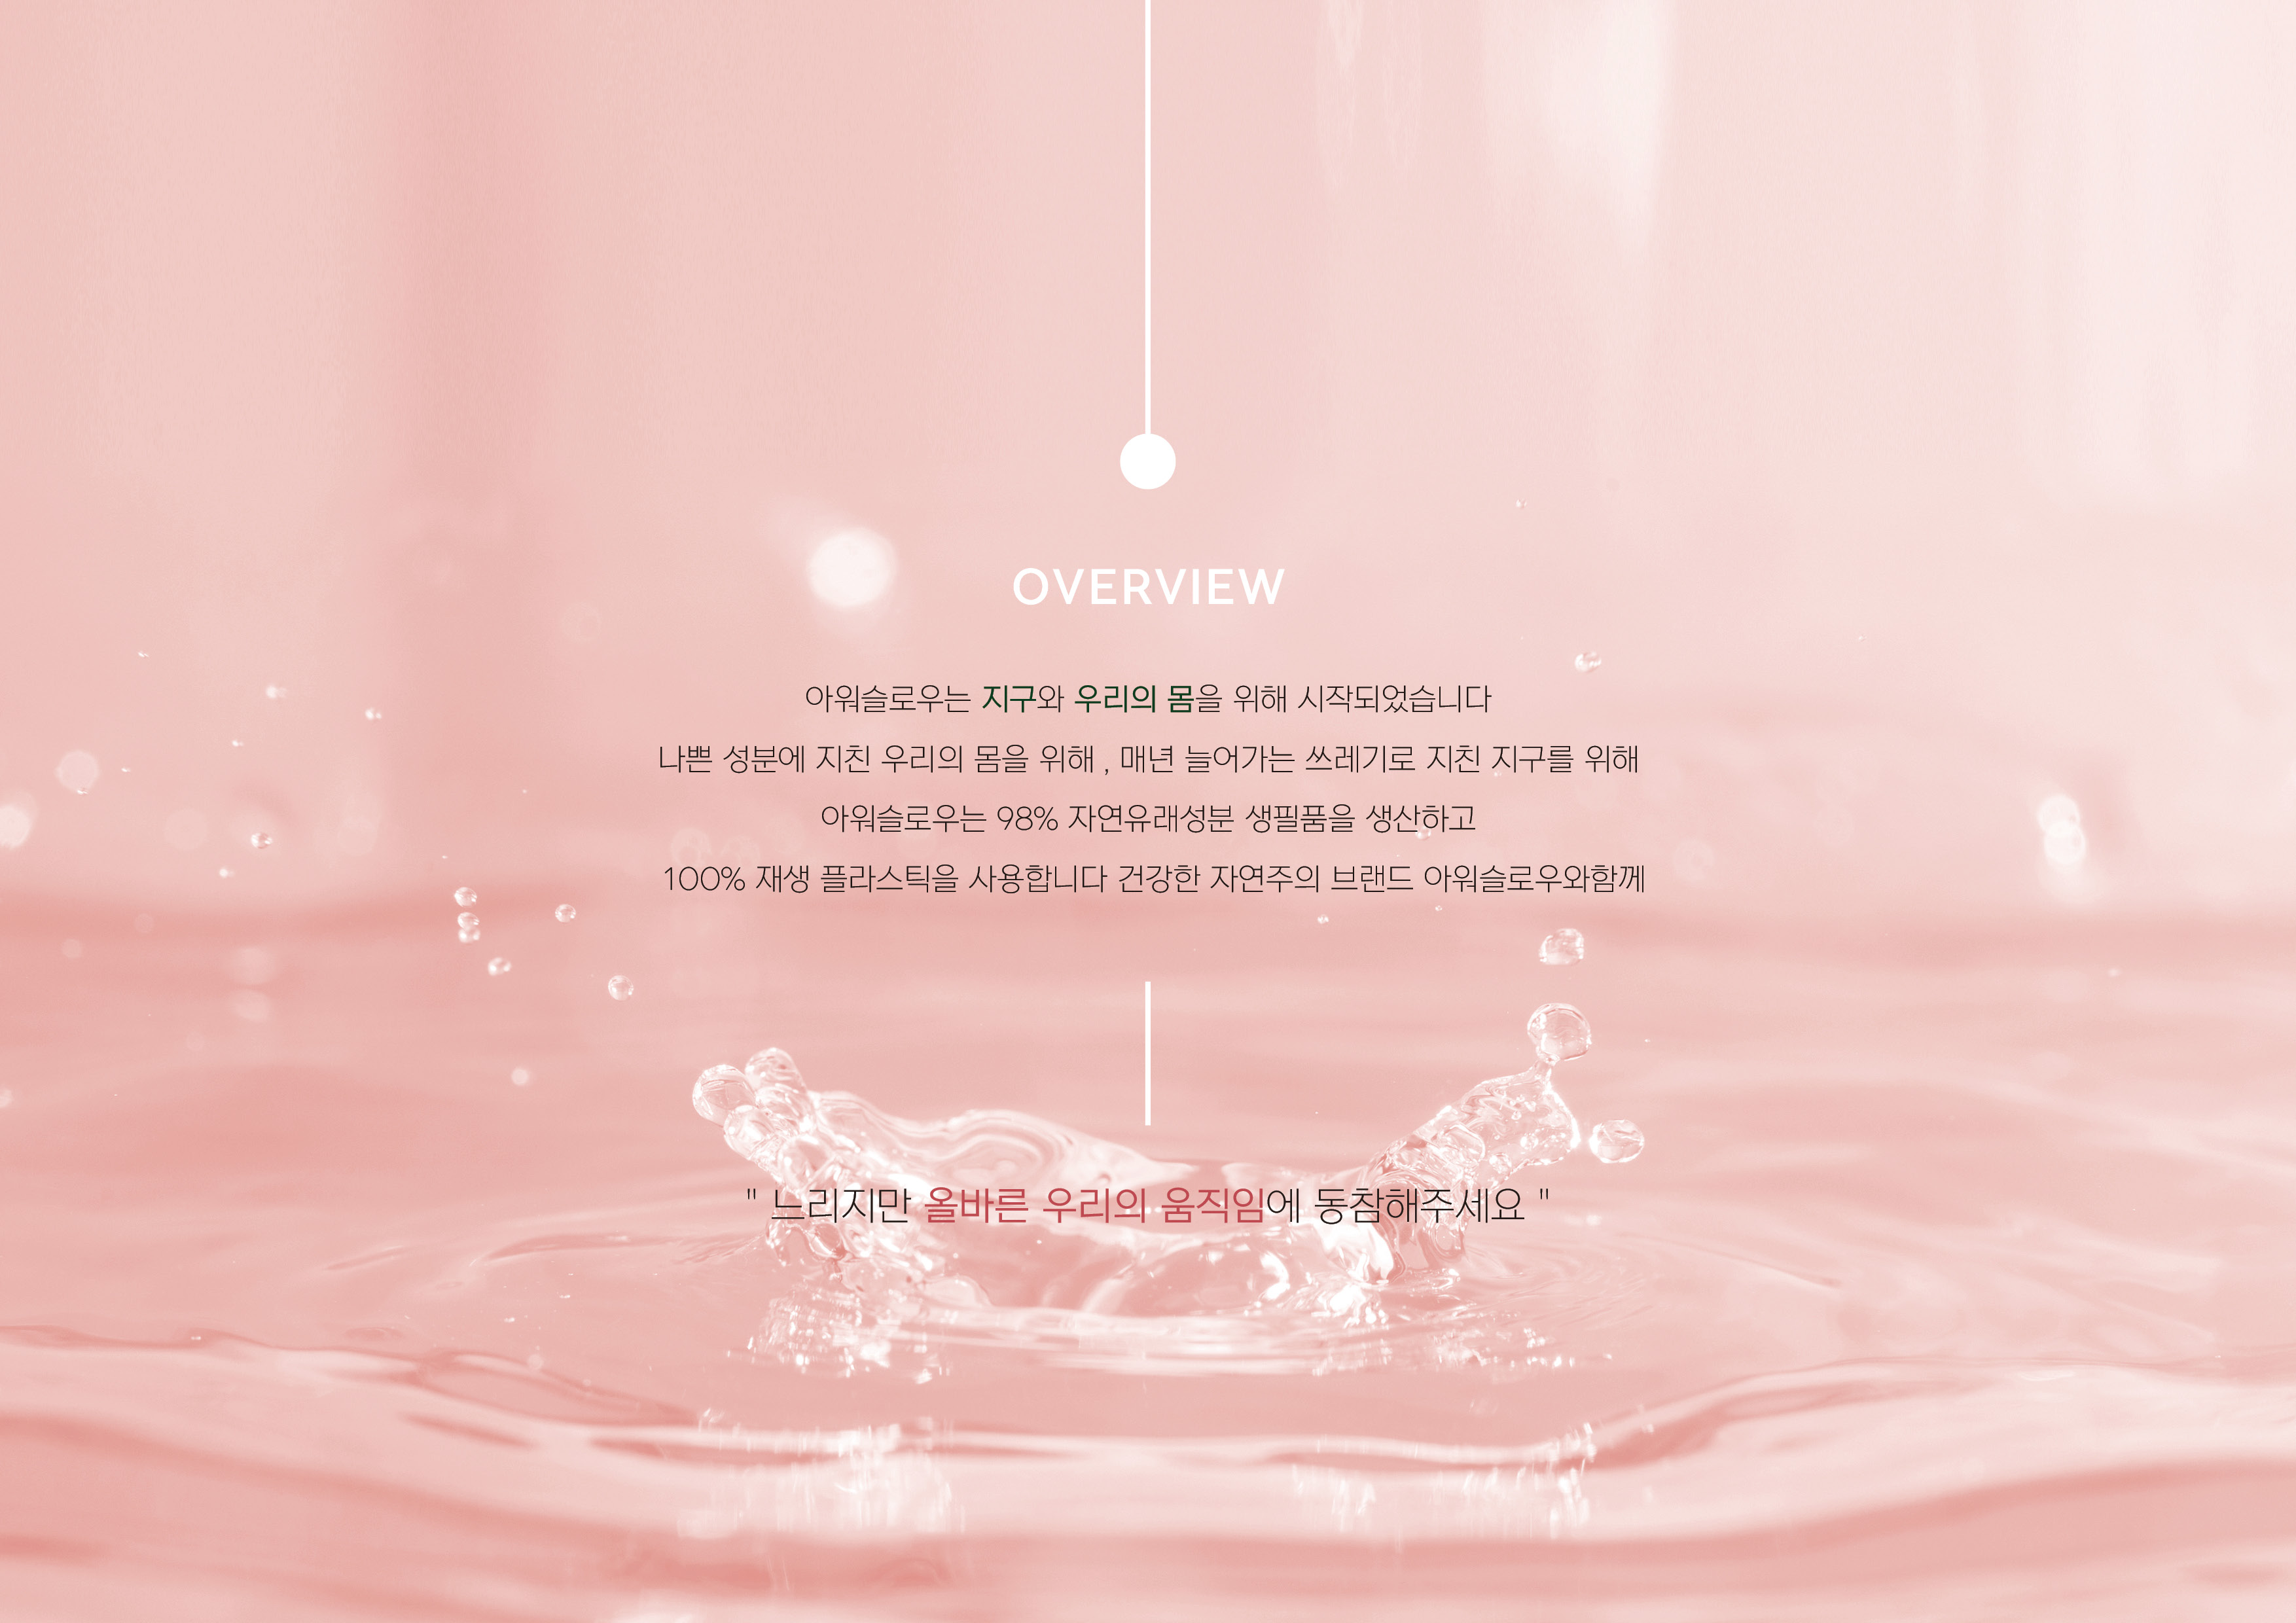 OVERVIEW
아워슬로우는 지구와 우리의 몸을 위해 시작되었습니다
나쁜 성분에 지친 우리의 몸을 위해 , 매년 늘어가는 쓰레기로 지친 지구를 위해
아워슬로우는 98% 자연유래성분 생필품을 생산하고
100% 재생 플라스틱을 사용합니다 건강한 자연주의 브랜드 아워슬로우와함께
" 느리지만 올바른 우리의 움직임에 동참해주세요 "